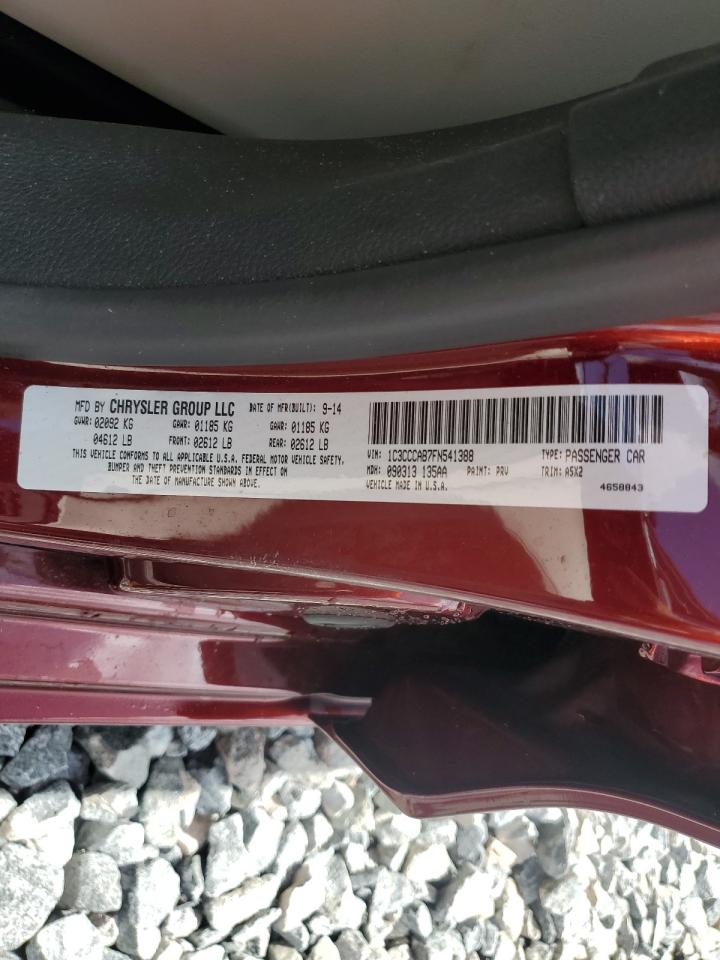 MFD BY CHRYSLER GROUP LLC DATE OF MFR(BUILT): 9-14
GVWR: 02092 KG GAWR: 01185 KG GAWR: 01185 KG
04612 LB FRONT: 02612 LB REAR: 02612 LB
THIS VEHICLE CONFORMS TO ALL APPLICABLE U.S.A. FEDERAL MOTOR VEHICLE SAFETY,
BUMPER AND THEFT PREVENTION STANDARDS IN EFFECT ON
THE DATE OF MANUFACTURE SHOWN ABOVE.
VIN: 1C3CCCAB7FN541388 TYPE: PASSENGER CAR
MDH: 090313 135AA PAINT: PRV TRIM: A5X2
VEHICLE MADE IN U.S.A. 4658043